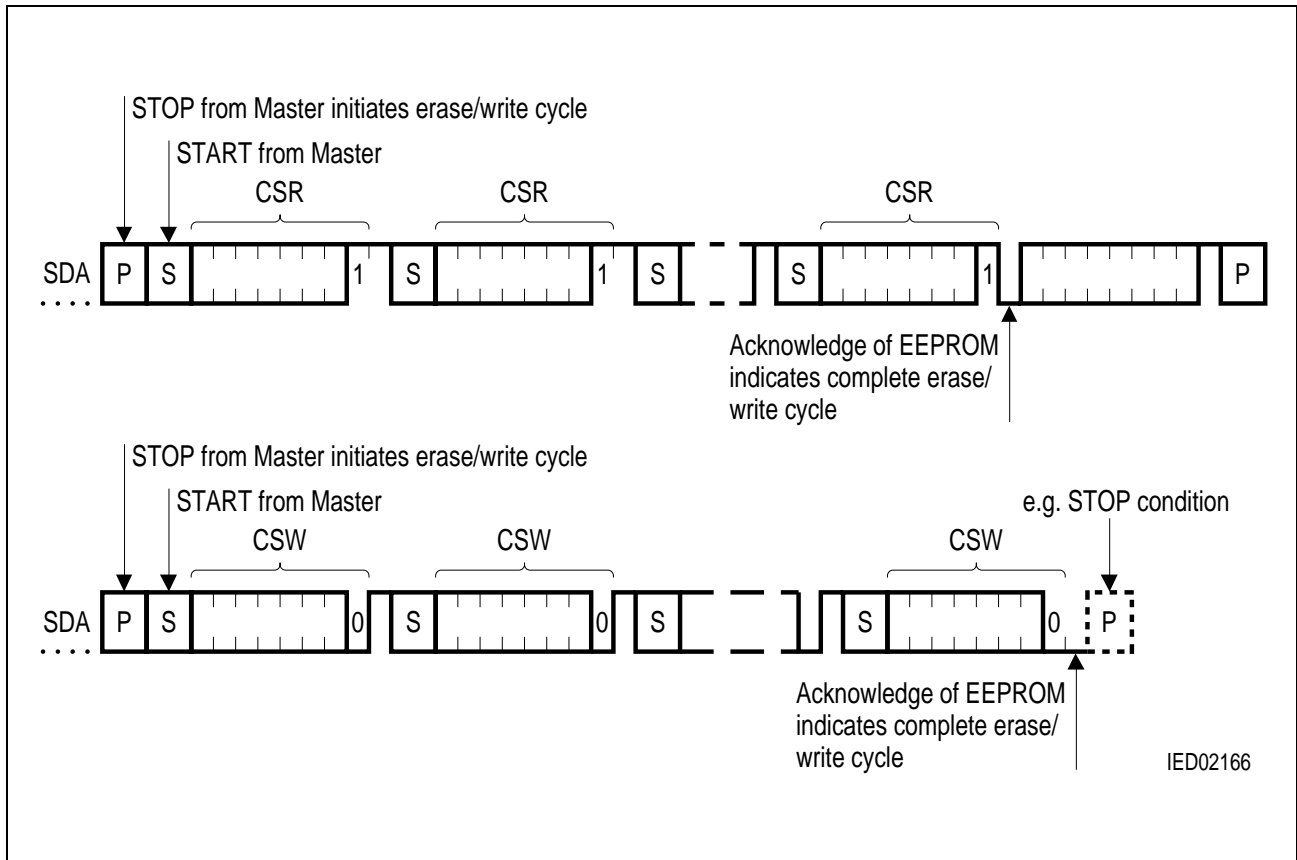 STOP from Master initiates erase/write cycle
START from Master
CSR CSR CSR
SDA P S 1 S 1 S S 1 P
. . . .
Acknowledge of EEPROM
indicates complete erase/
write cycle
STOP from Master initiates erase/write cycle
START from Master e.g. STOP condition
CSW CSW CSW
SDA P S 0 S 0 S S 0 P
. . . .
Acknowledge of EEPROM
indicates complete erase/
write cycle
IED02166